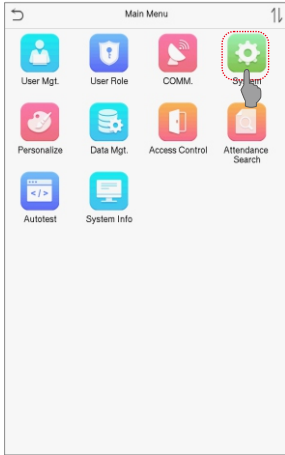 Main Menu
User Mgt.
User Role
COMM.
System
Personalize
Data Mgt.
Access Control
Attendance
Search
</>
Autotest
System Info